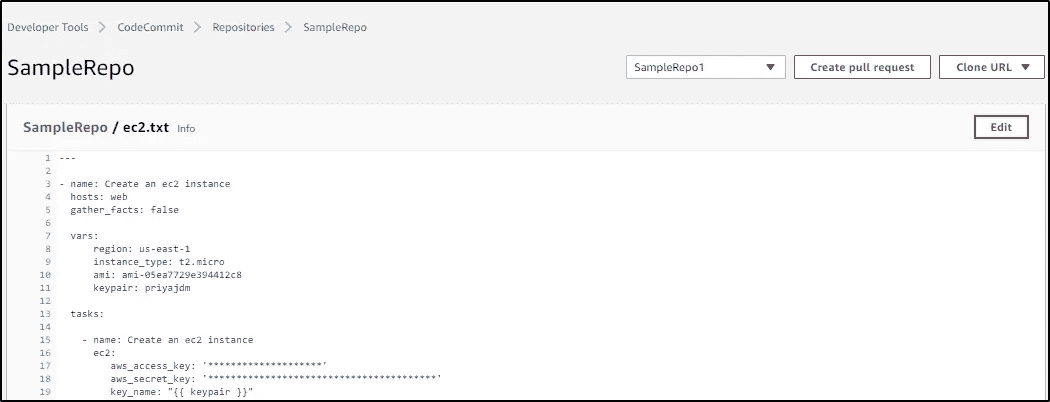 Developer Tools > CodeCommit > Repositories > SampleRepo
SampleRepo
SampleRepo1
Create pull request
Clone URL
SampleRepo / ec2.txt Info
Edit
1 ---
2
3 - name: Create an ec2 instance
4   hosts: web
5   gather_facts: false
6
7   vars:
8       region: us-east-1
9       instance_type: t2.micro
10       ami: ami-05ea7729e394412c8
11       keypair: priyajdm
12
13   tasks:
14
15     - name: Create an ec2 instance
16       ec2:
17          aws_access_key: '********************'
18          aws_secret_key: '****************************************'
19          key_name: "{{ keypair }}"